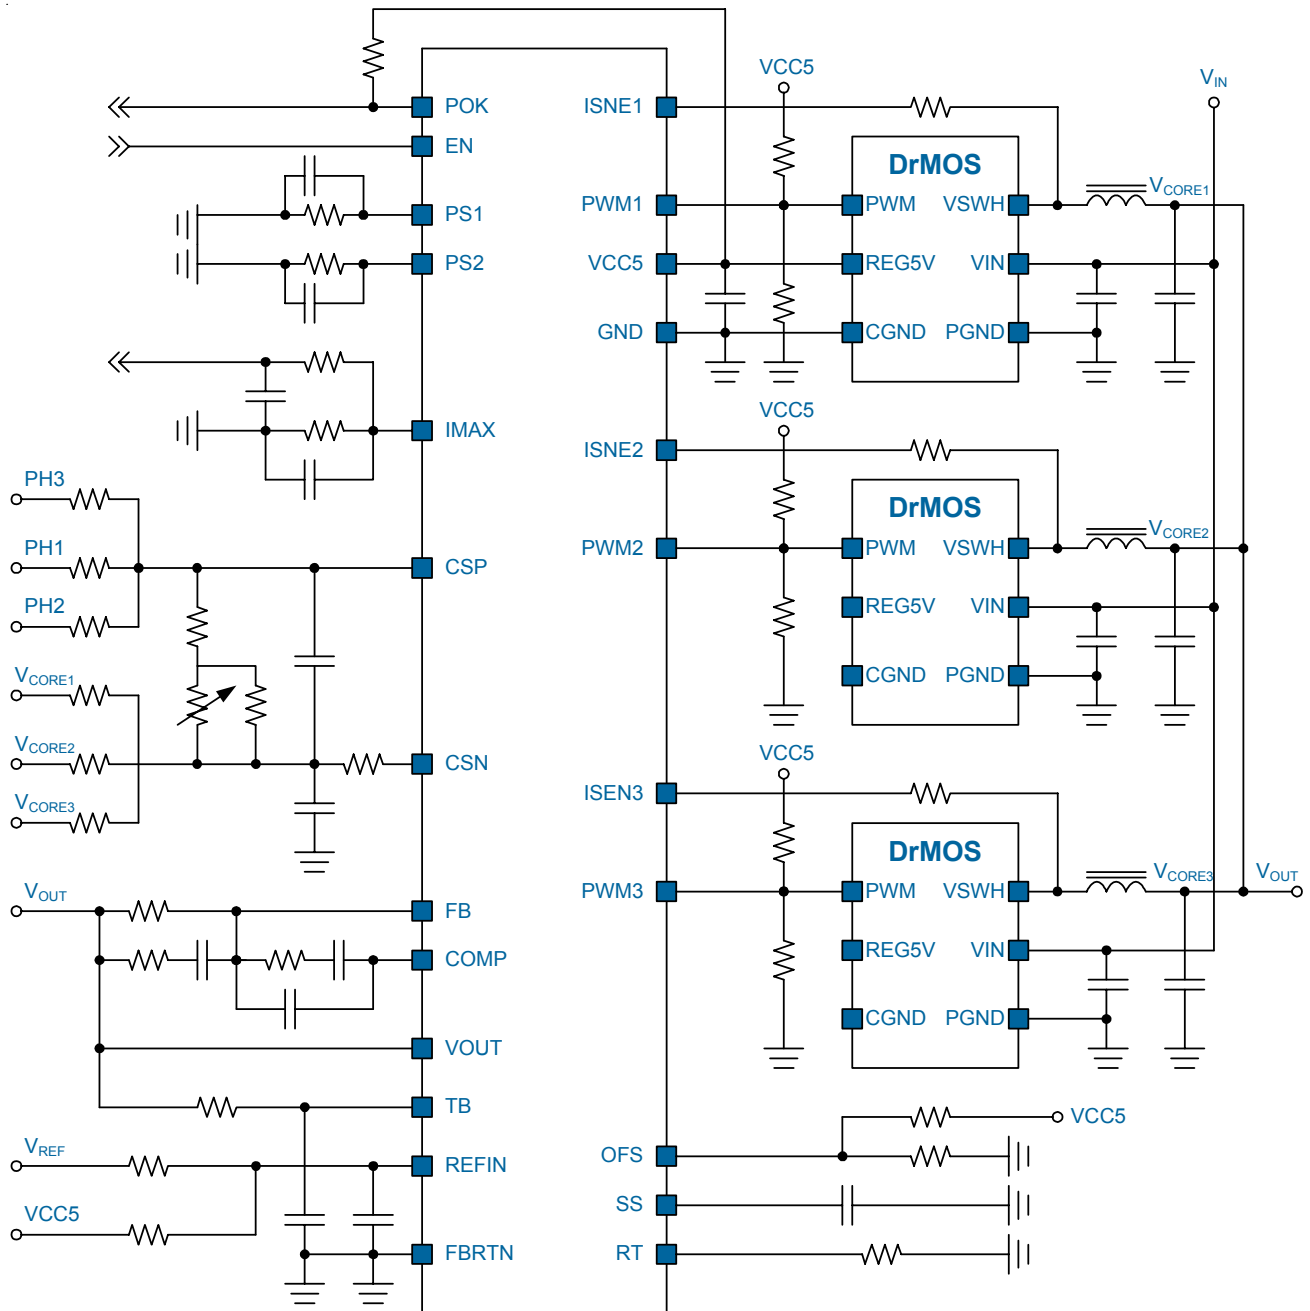 POK
EN
PS1
PS2
IMAX
PH3
PH1
CSP
PH2
VCORE1
VCORE2
CSN
VCORE3
VOUT
FB
COMP
VOUT
TB
VREF
REFIN
VCC5
FBRTN
ISNE1
PWM1
VCC5
GND
ISNE2
PWM2
ISEN3
PWM3
OFS
SS
RT
VCC5
VIN
DrMOS
PWM VSWH
REG5V VIN
CGND PGND
VCORE1
VCC5
DrMOS
PWM VSWH
REG5V VIN
CGND PGND
VCORE2
VCC5
DrMOS
PWM VSWH
REG5V VIN
CGND PGND
VCORE3
VOUT
VCC5